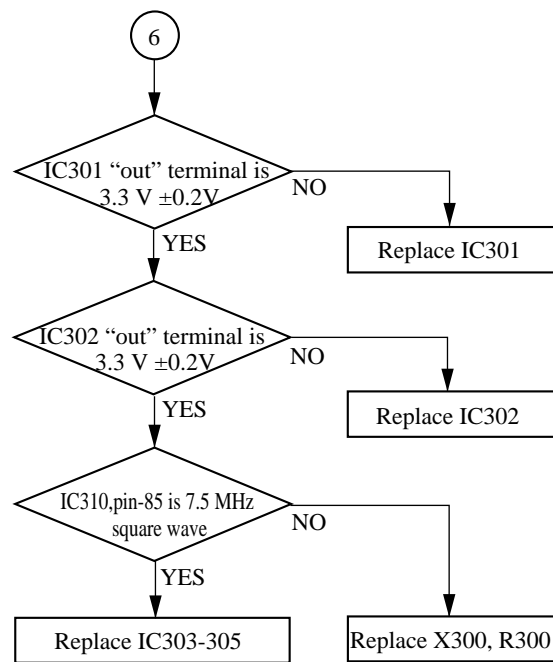 6
IC301 “out” terminal is
3.3 V ±0.2V
NO
Replace IC301
YES
IC302 “out” terminal is
3.3 V ±0.2V
NO
Replace IC302
YES
IC310,pin-85 is 7.5 MHz
square wave
NO
YES
Replace IC303-305
Replace X300, R300